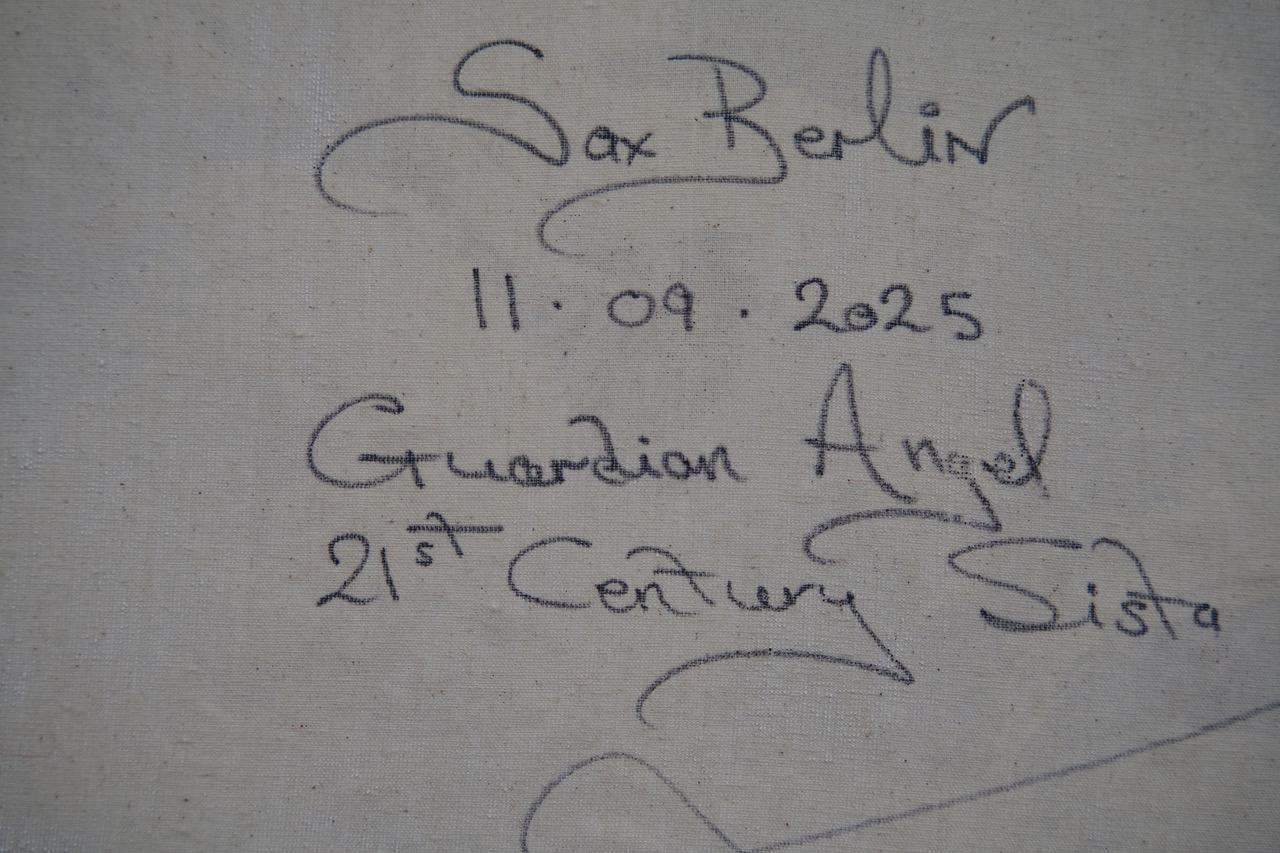 Sax Berlin
11. 09. 2025
Guardian Angel
21st Century Sista